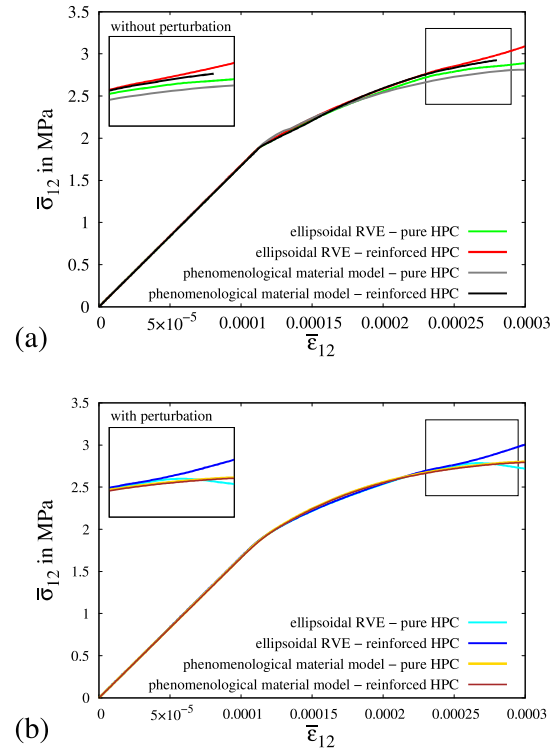 without perturbation
3.5
3
2.5
2
1.5
1
0.5
0
σ̅12 in MPa
ellipsoidal RVE − pure HPC
ellipsoidal RVE − reinforced HPC
phenomenological material model − pure HPC
phenomenological material model − reinforced HPC
0 5×10−5 0.0001 0.00015 0.0002 0.00025 0.0003
ε̅12
(a)
with perturbation
3.5
3
2.5
2
1.5
1
0.5
0
σ̅12 in MPa
ellipsoidal RVE − pure HPC
ellipsoidal RVE − reinforced HPC
phenomenological material model − pure HPC
phenomenological material model − reinforced HPC
0 5×10−5 0.0001 0.00015 0.0002 0.00025 0.0003
ε̅12
(b)